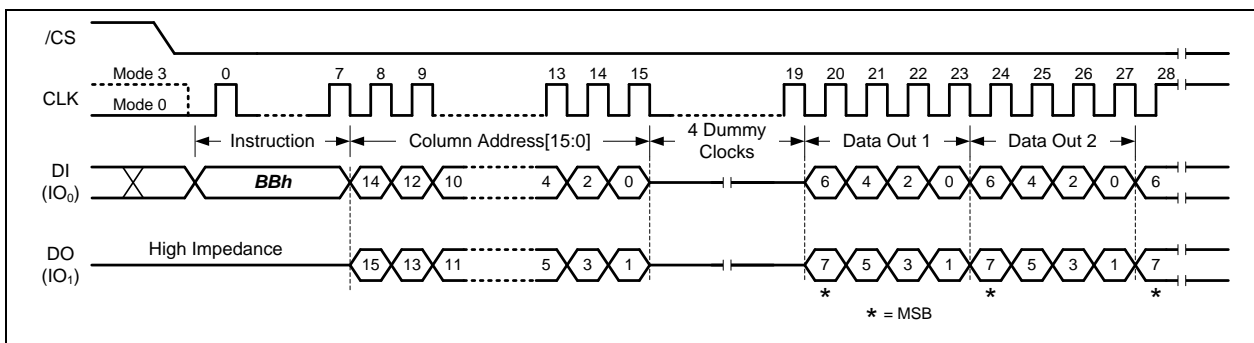 /CS
Mode 3 0 7 8 9 13 14 15 19 20 21 22 23 24 25 26 27 28
CLK Mode 0
Instruction Column Address[15:0] 4 Dummy Clocks Data Out 1 Data Out 2
DI (IO₀) BBh 14 12 10 4 2 0 6 4 2 0 6 4 2 0 6
DO (IO₁) High Impedance 15 13 11 5 3 1 7 5 3 1 7 5 3 1 7
* * *
* = MSB